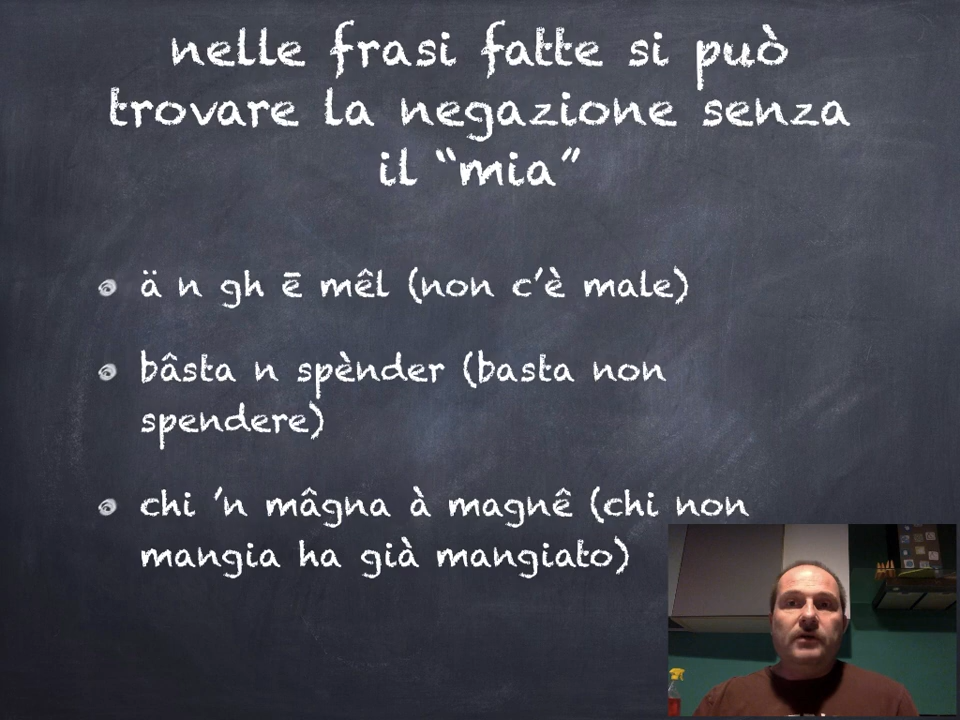 nelle frasi fatte si può
trovare la negazione senza
il “mia”
ä n gh ē mêl (non c’è male)
bâsta n spènder (basta non
spendere)
chi ’n mâgna à magnê (chi non
mangia ha già mangiato)